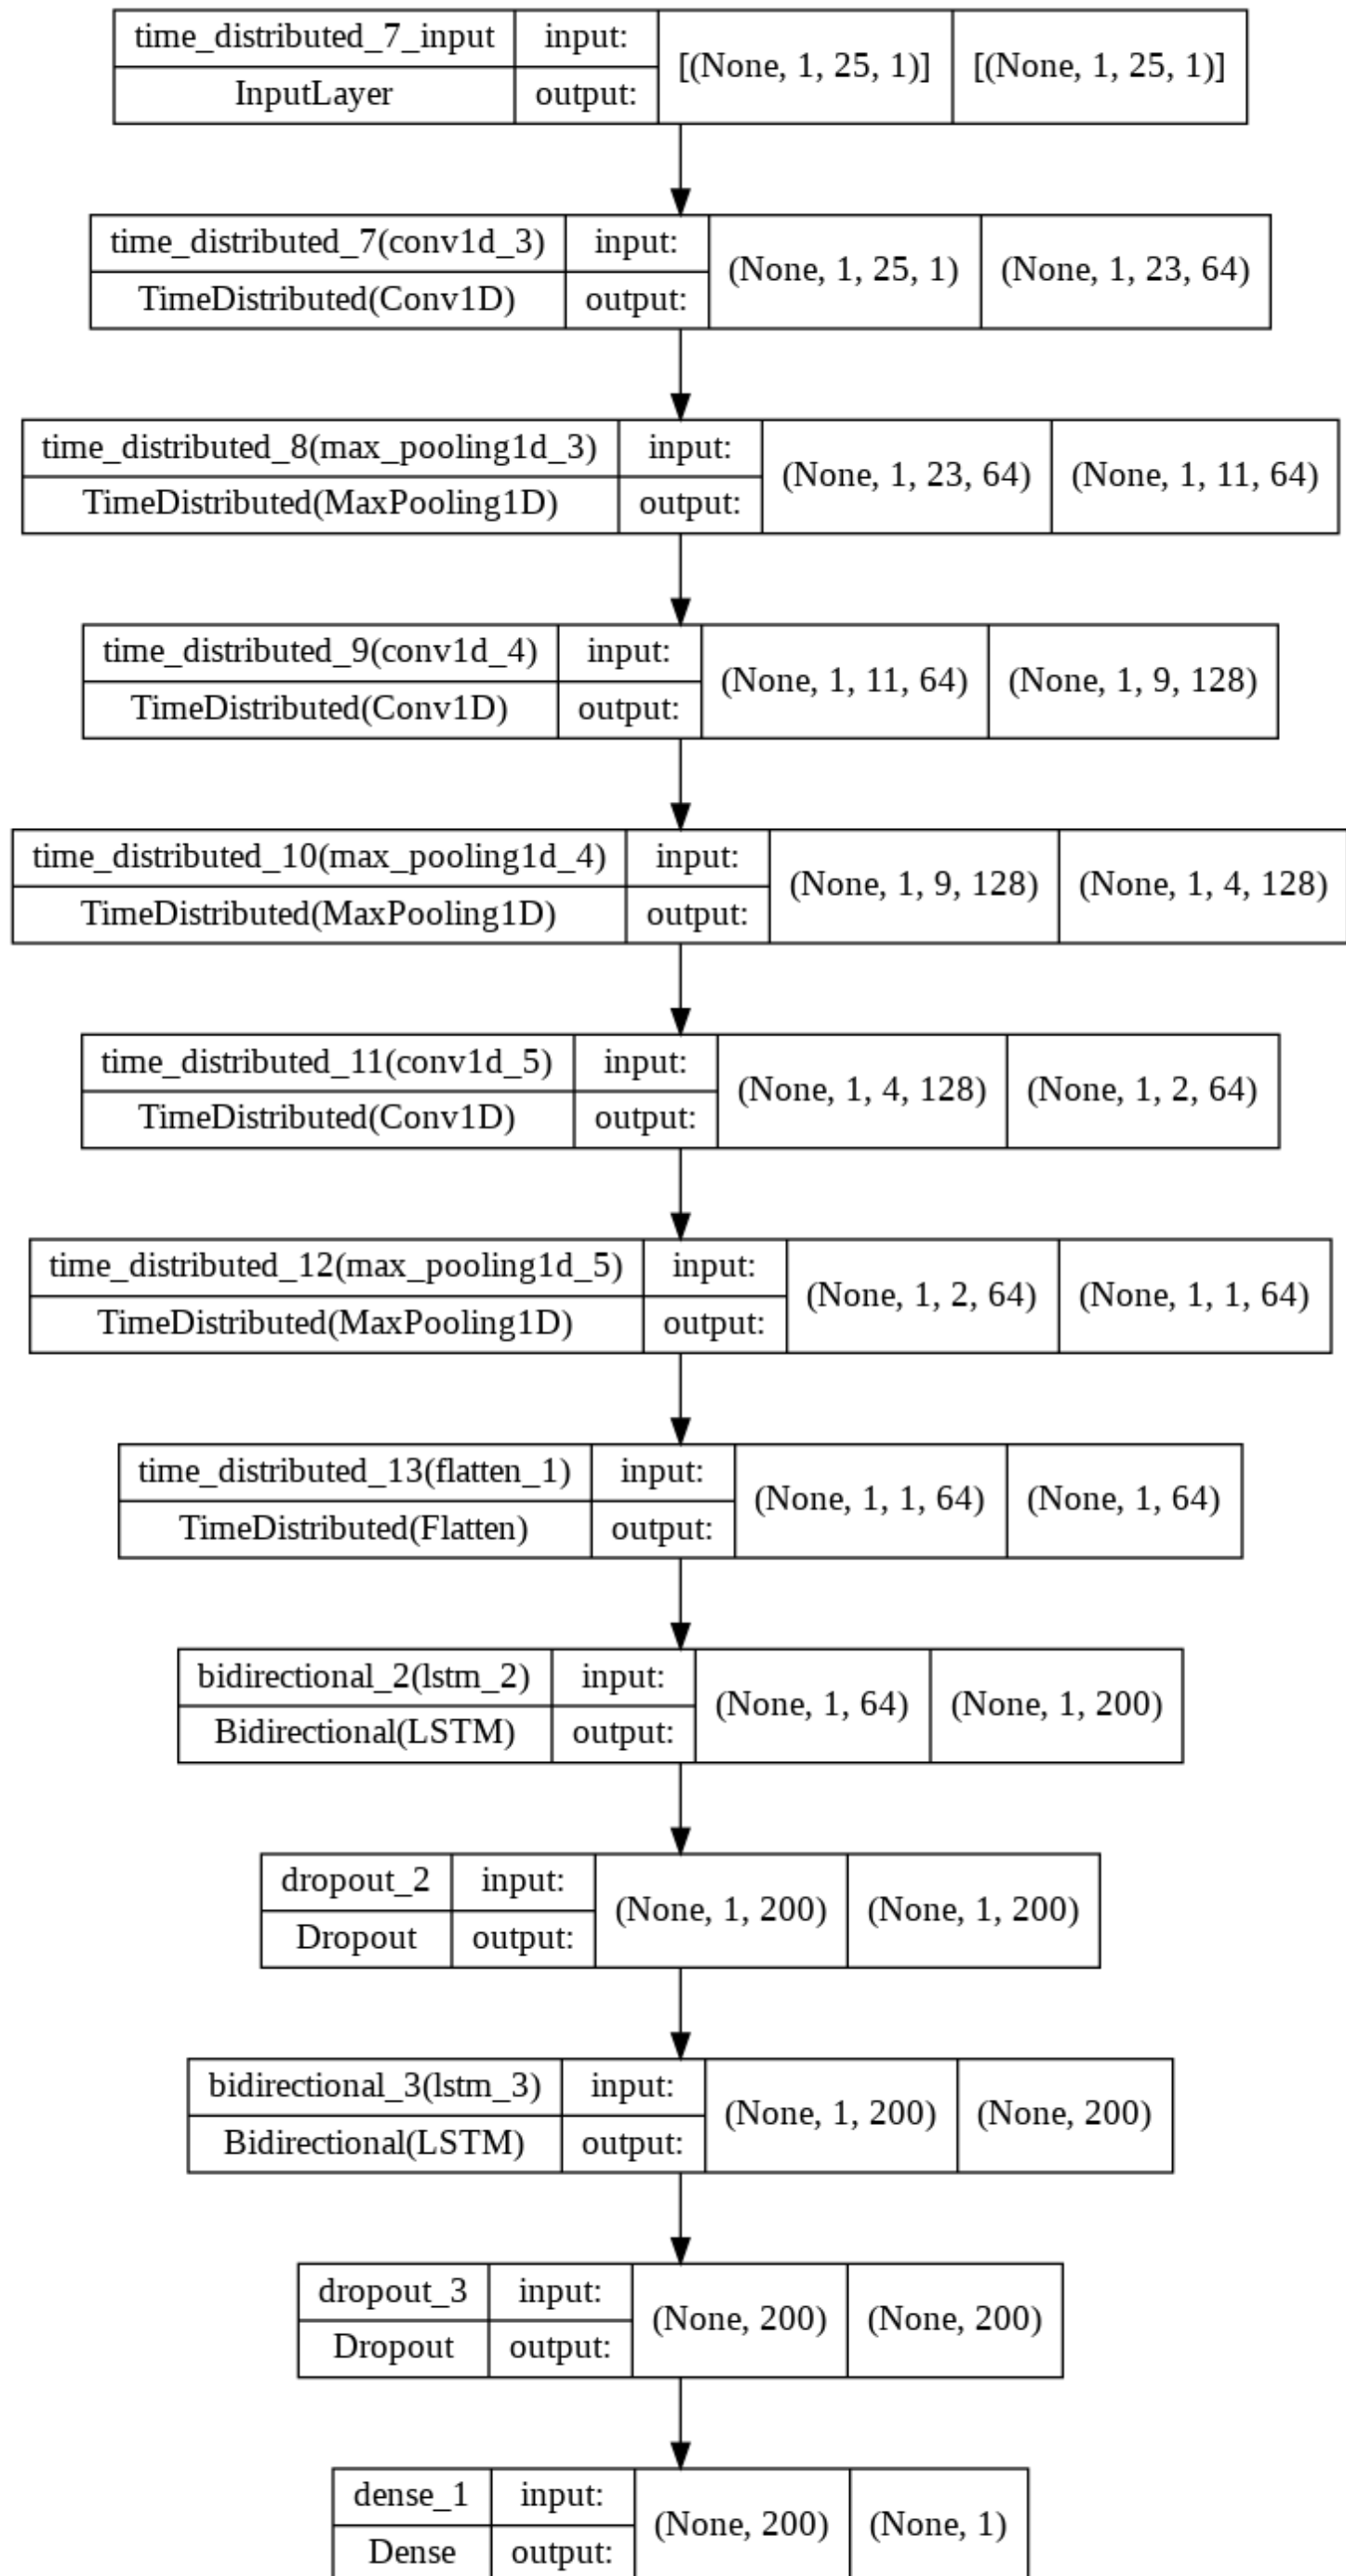 time_distributed_7_input input: [(None, 1, 25, 1)] [(None, 1, 25, 1)]
InputLayer output:
time_distributed_7(conv1d_3) input: (None, 1, 25, 1) (None, 1, 23, 64)
TimeDistributed(Conv1D) output:
time_distributed_8(max_pooling1d_3) input: (None, 1, 23, 64) (None, 1, 11, 64)
TimeDistributed(MaxPooling1D) output:
time_distributed_9(conv1d_4) input: (None, 1, 11, 64) (None, 1, 9, 128)
TimeDistributed(Conv1D) output:
time_distributed_10(max_pooling1d_4) input: (None, 1, 9, 128) (None, 1, 4, 128)
TimeDistributed(MaxPooling1D) output:
time_distributed_11(conv1d_5) input: (None, 1, 4, 128) (None, 1, 2, 64)
TimeDistributed(Conv1D) output:
time_distributed_12(max_pooling1d_5) input: (None, 1, 2, 64) (None, 1, 1, 64)
TimeDistributed(MaxPooling1D) output:
time_distributed_13(flatten_1) input: (None, 1, 1, 64) (None, 1, 64)
TimeDistributed(Flatten) output:
bidirectional_2(lstm_2) input: (None, 1, 64) (None, 1, 200)
Bidirectional(LSTM) output:
dropout_2 input: (None, 1, 200) (None, 1, 200)
Dropout output:
bidirectional_3(lstm_3) input: (None, 1, 200) (None, 200)
Bidirectional(LSTM) output:
dropout_3 input: (None, 200) (None, 200)
Dropout output:
dense_1 input: (None, 200) (None, 1)
Dense output: